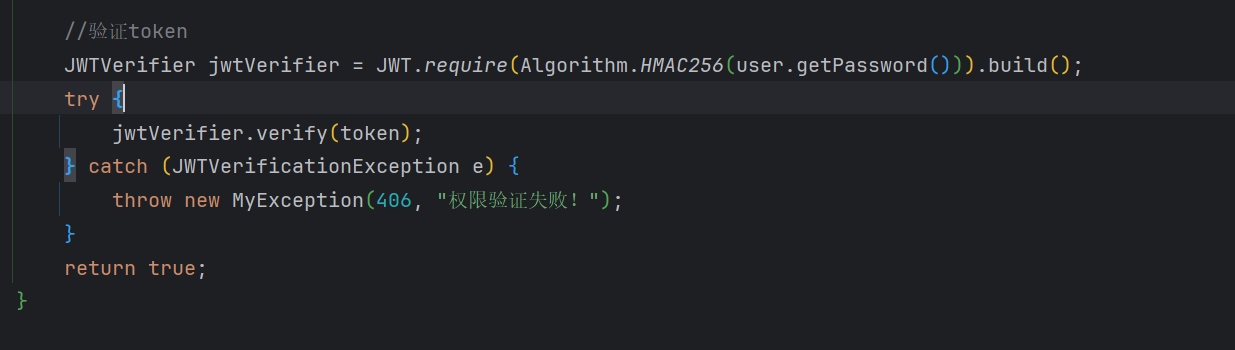 //验证token
JWTVerifier jwtVerifier = JWT.require(Algorithm.HMAC256(user.getPassword())).build();
try {
jwtVerifier.verify(token);
} catch (JWTVerificationException e) {
throw new MyException(406, "权限验证失败！");
}
return true;
}